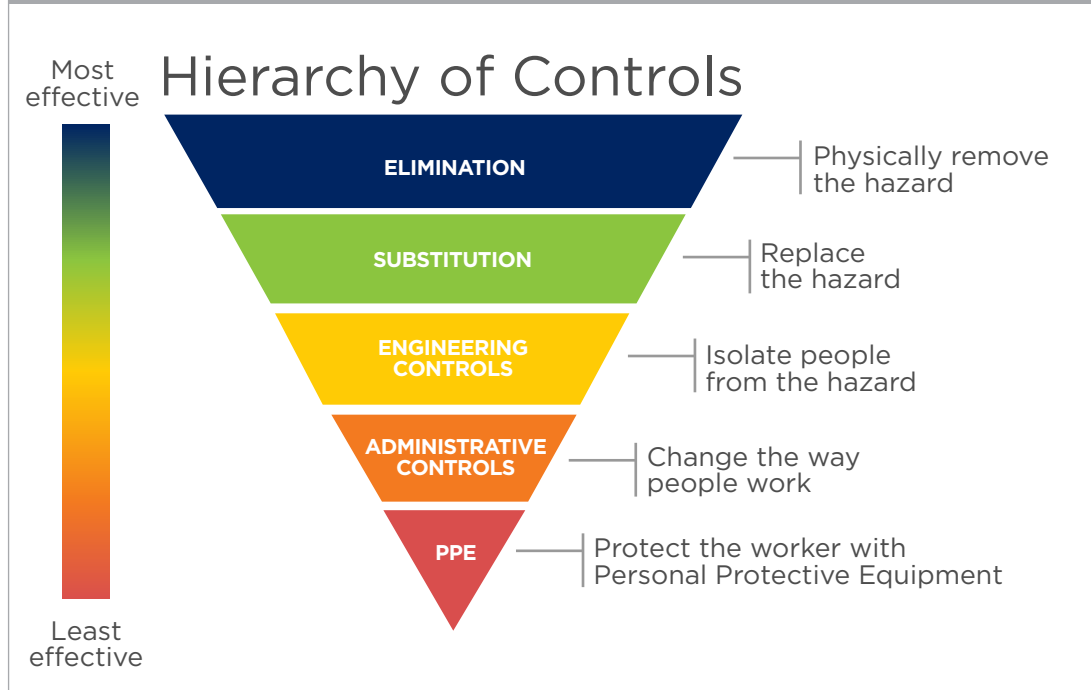 Hierarchy of Controls
Most
effective
ELIMINATION
Physically remove
the hazard
SUBSTITUTION
Replace
the hazard
ENGINEERING
CONTROLS
Isolate people
from the hazard
ADMINISTRATIVE
CONTROLS
Change the way
people work
PPE
Protect the worker with
Personal Protective Equipment
Least
effective